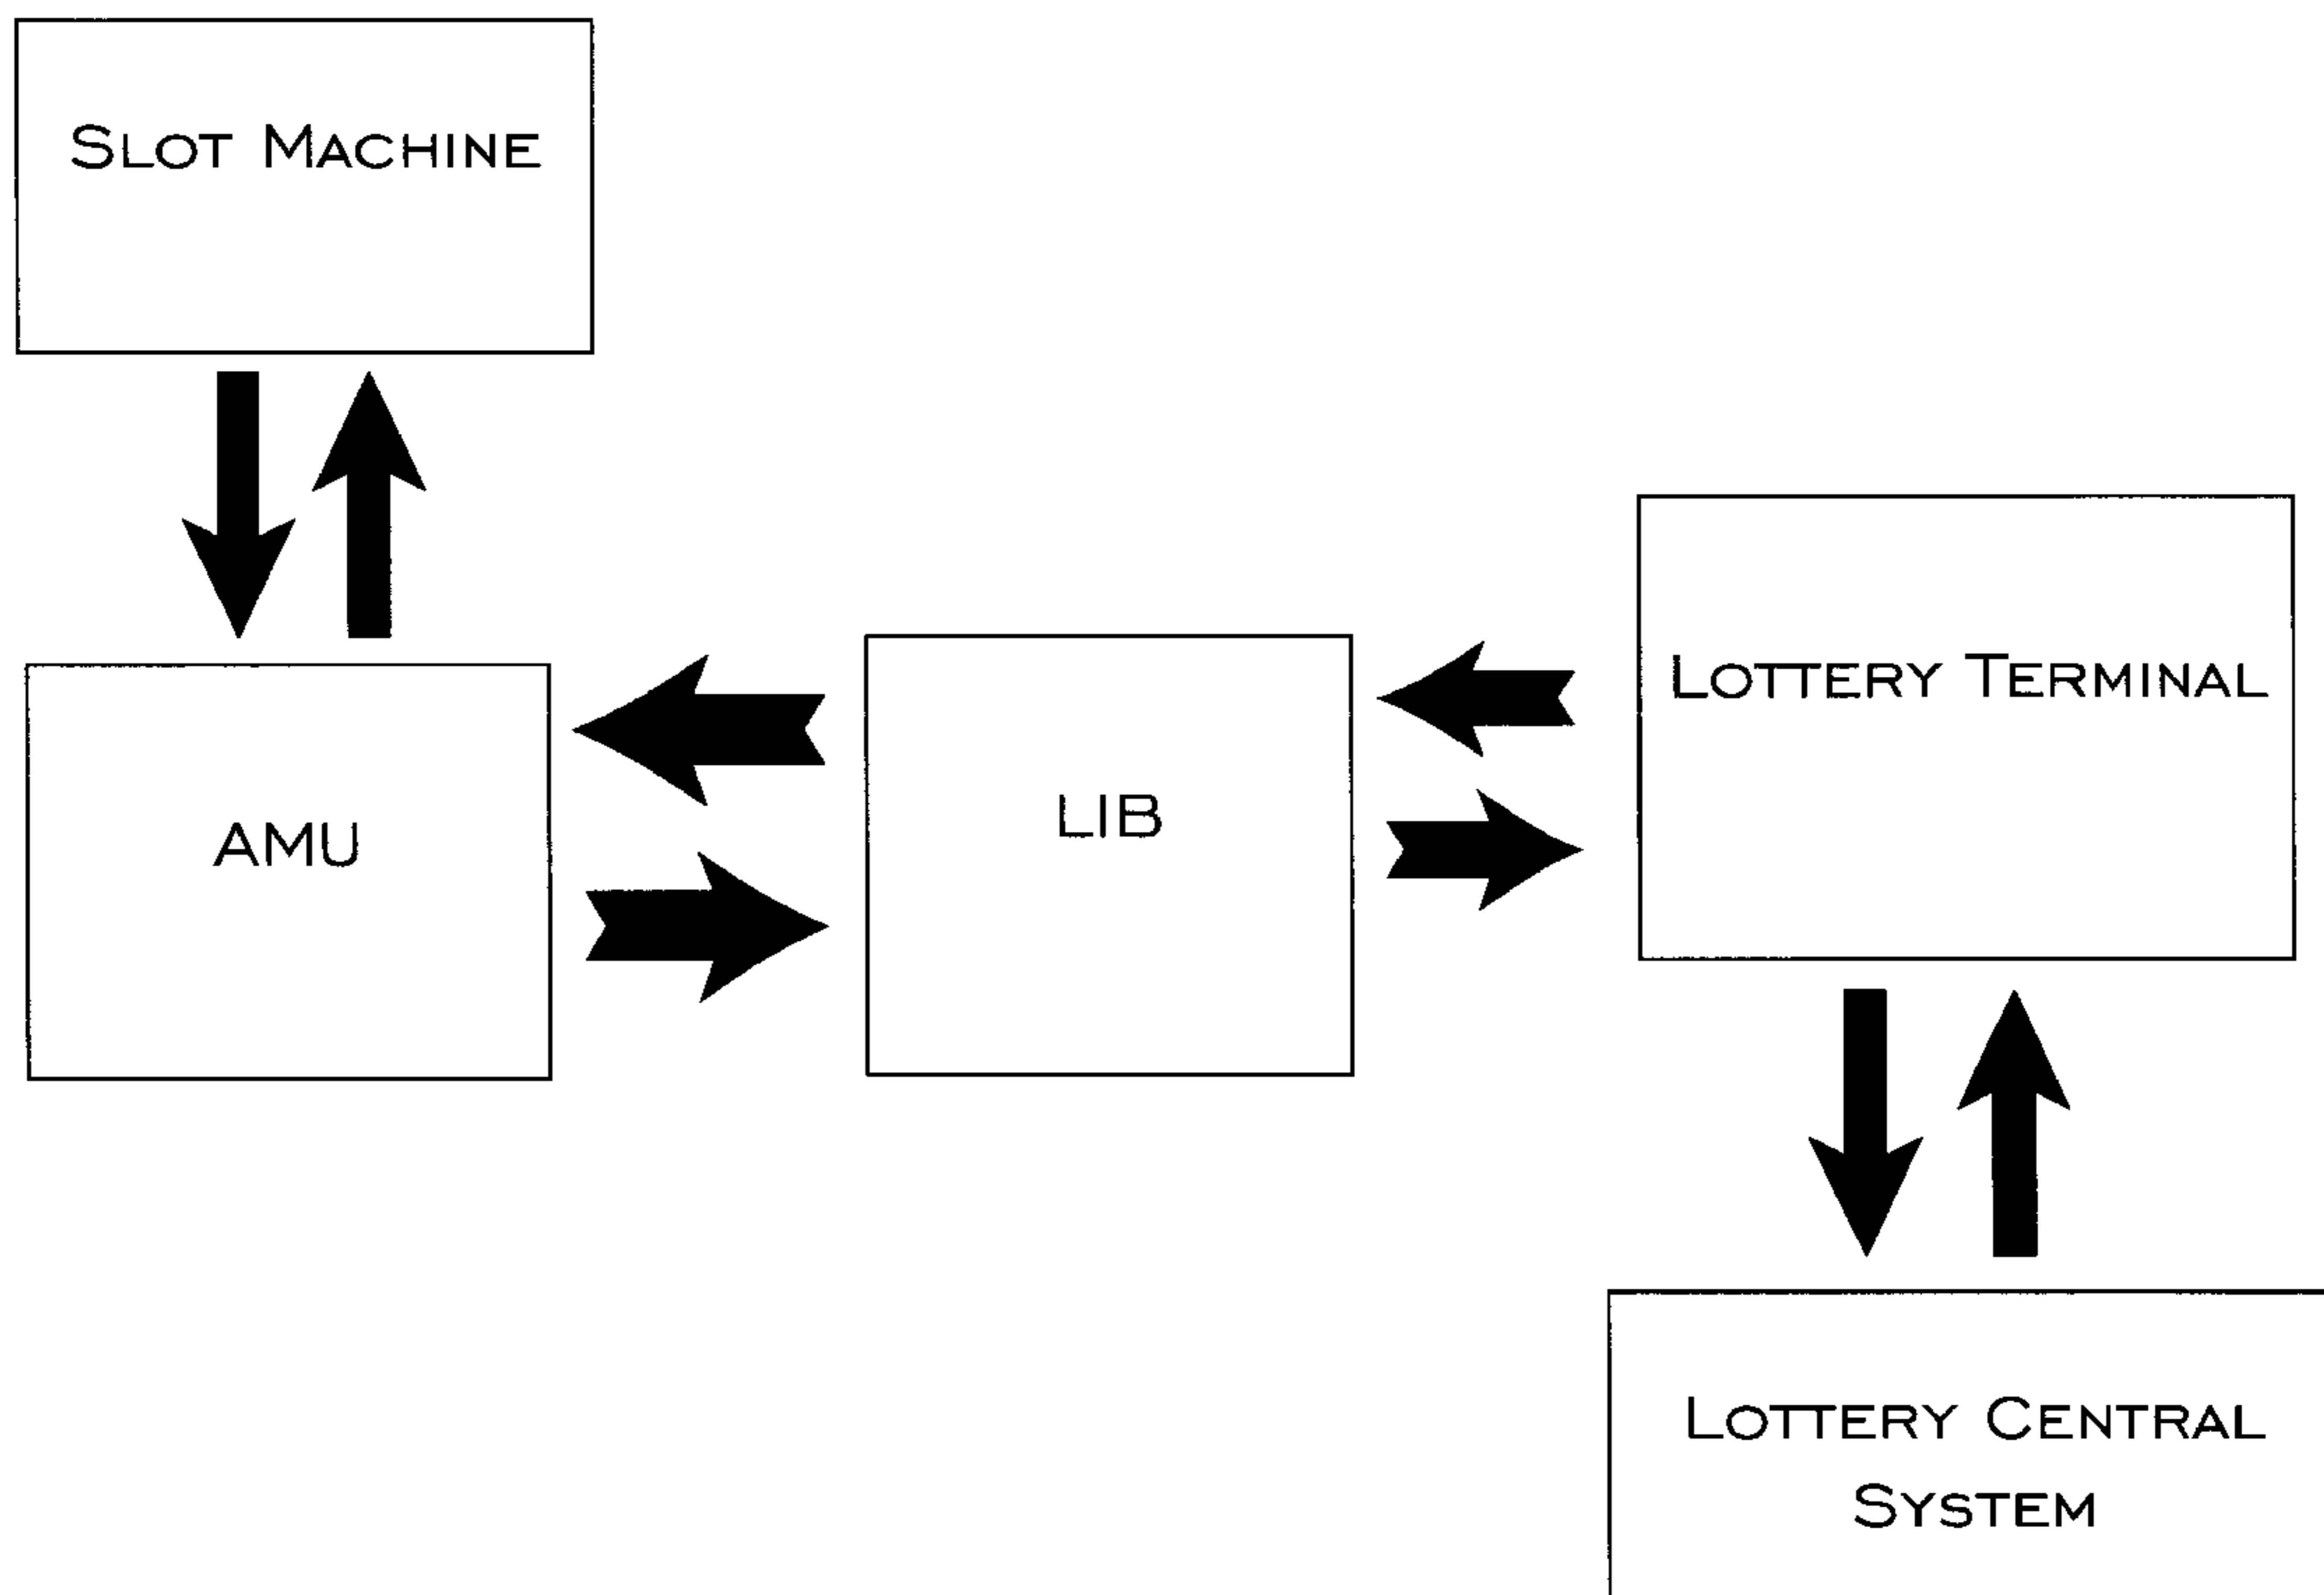 SLOT MACHINE
LOTTERY TERMINAL
LIB
AMU
LOTTERY CENTRAL
SYSTEM